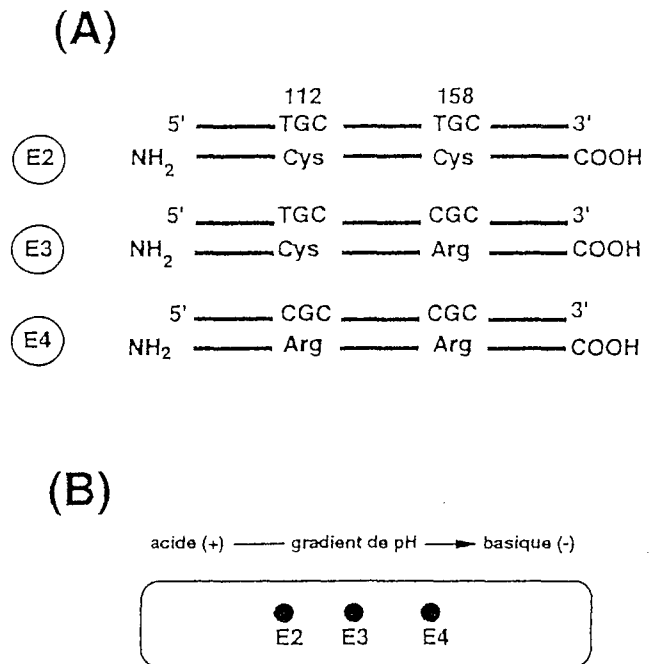 (A)
112 158
5' TGC TGC 3'
E2 NH2 Cys Cys COOH
5' TGC CGC 3'
E3 NH2 Cys Arg COOH
5' CGC CGC 3'
E4 NH2 Arg Arg COOH
(B)
acide (+) gradient de pH basique (-)
E2 E3 E4